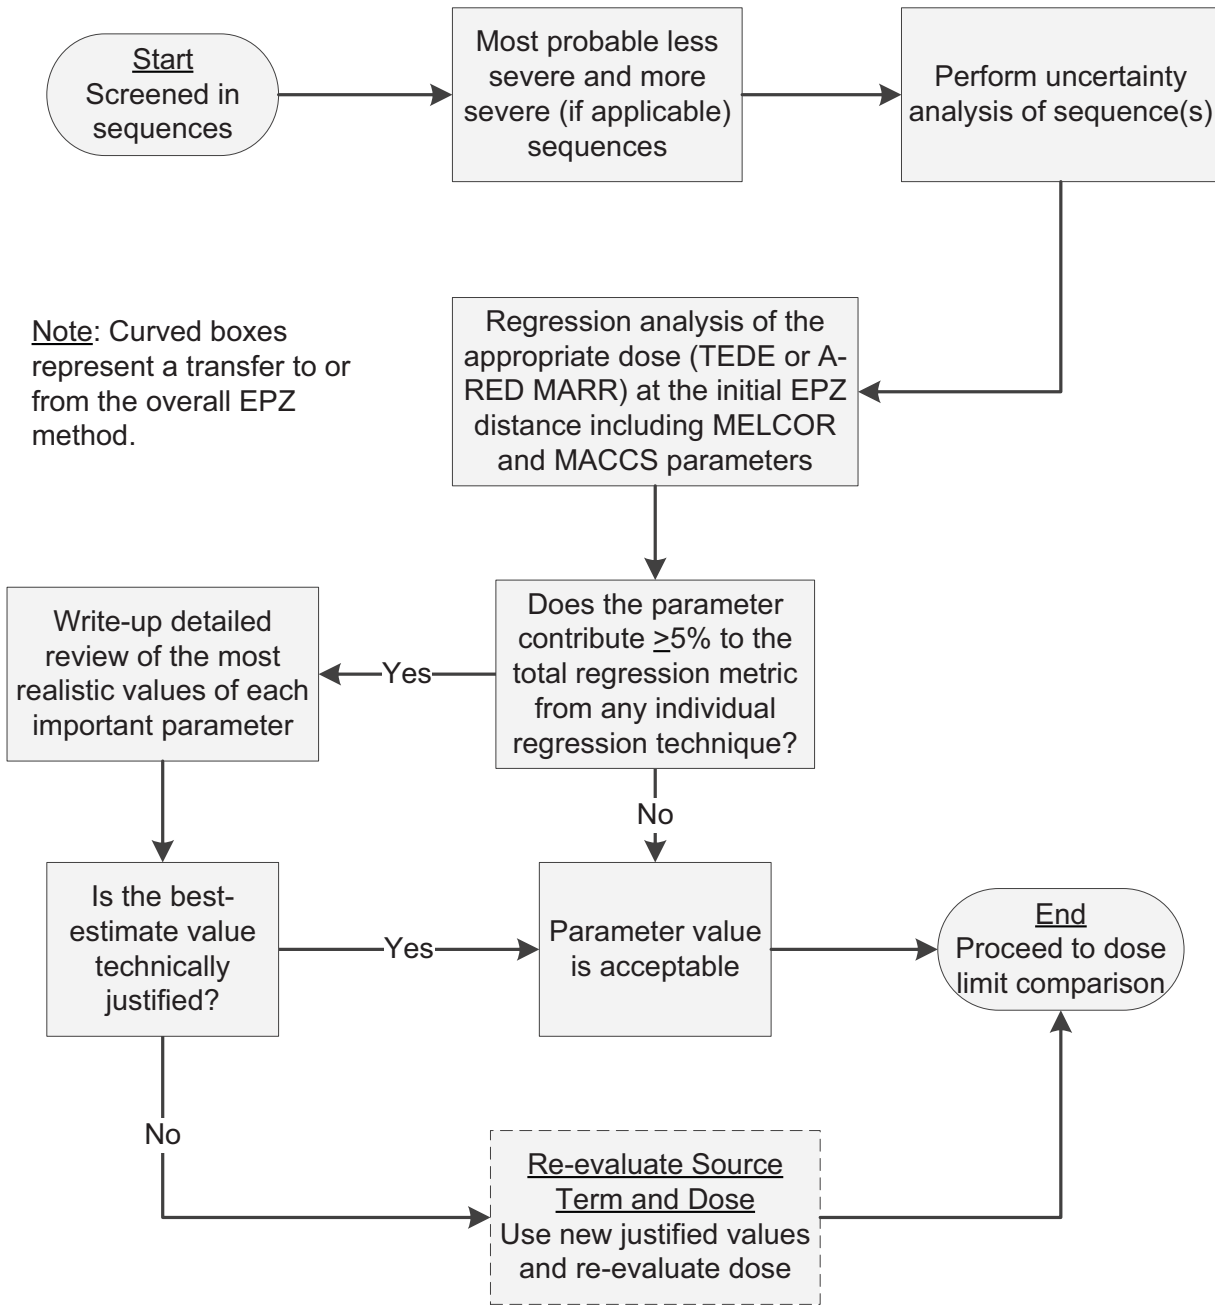 Start
Screened in
sequences
Most probable less
severe and more
severe (if applicable)
sequences
Perform uncertainty
analysis of sequence(s)
Note: Curved boxes
represent a transfer to or
from the overall EPZ
method.
Regression analysis of the
appropriate dose (TEDE or A-
RED MARR) at the initial EPZ
distance including MELCOR
and MACCS parameters
Write-up detailed
review of the most
realistic values of each
important parameter
Yes
Does the parameter
contribute ≥5% to the
total regression metric
from any individual
regression technique?
No
Is the best-
estimate value
technically
justified?
Yes
Parameter value
is acceptable
End
Proceed to dose
limit comparison
No
Re-evaluate Source
Term and Dose
Use new justified values
and re-evaluate dose